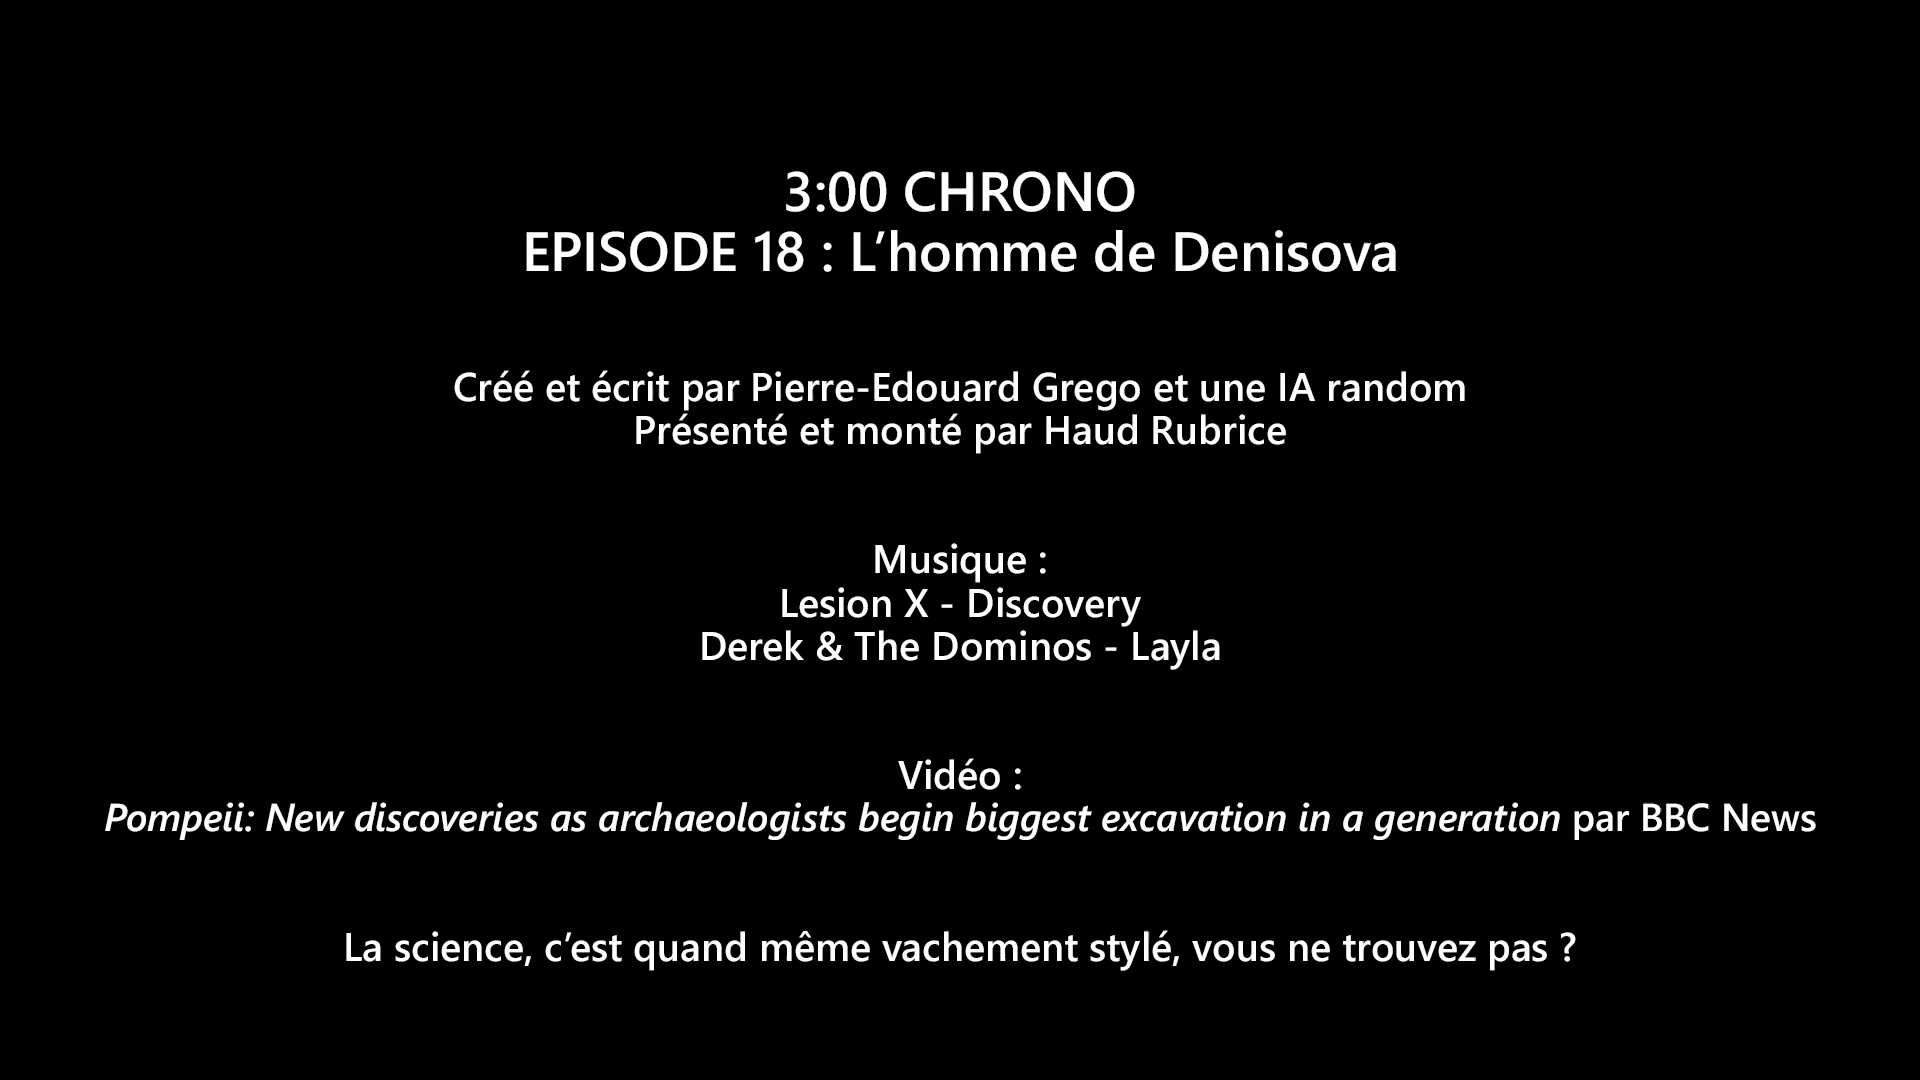 3:00 CHRONO
EPISODE 18 : L’homme de Denisova
Créé et écrit par Pierre-Edouard Grego et une IA random
Présenté et monté par Haud Rubrice
Musique :
Lesion X - Discovery
Derek & The Dominos - Layla
Vidéo :
Pompeii: New discoveries as archaeologists begin biggest excavation in a generation par BBC News
La science, c’est quand même vachement stylé, vous ne trouvez pas ?